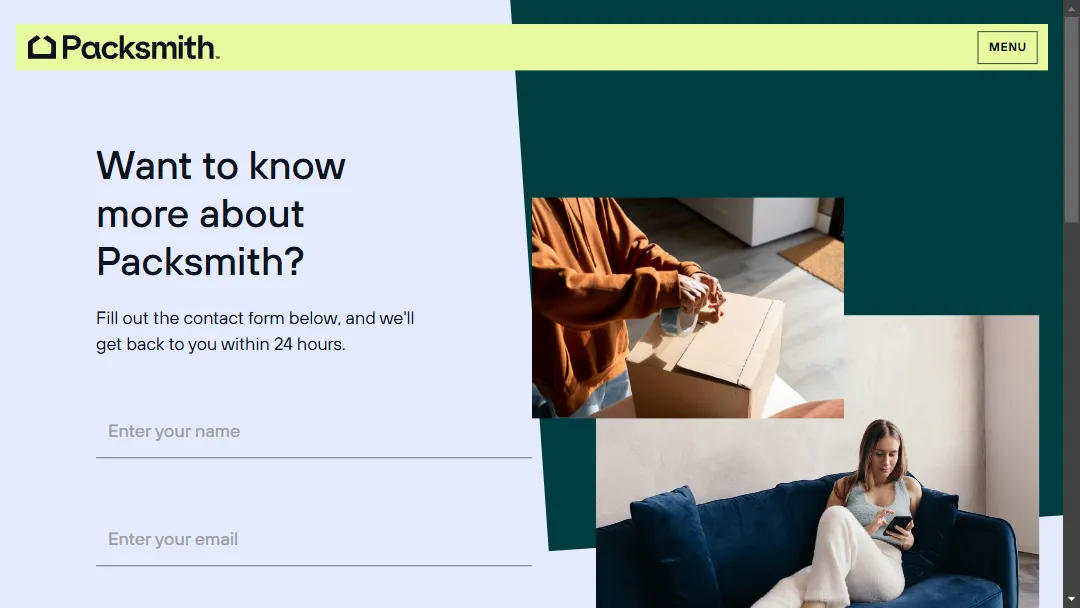 Packsmith™
MENU
Want to know
more about
Packsmith?
Fill out the contact form below, and we'll
get back to you within 24 hours.
Enter your name
Enter your email